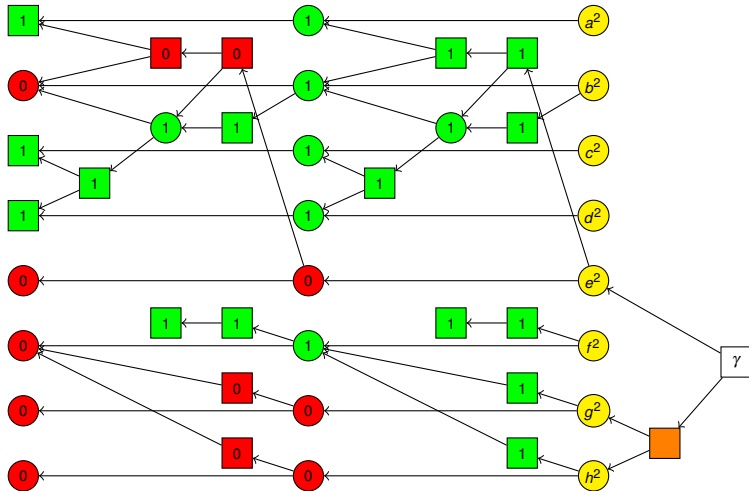 1 1 a²
0 0 1 1
0 1 b²
1 1 1 1
1 1 c²
1 1
1 1 d²
0 0 e²
1 1 1 1
0 1 f²
γ
0 1
0 0 g²
0 1
0 0 h²